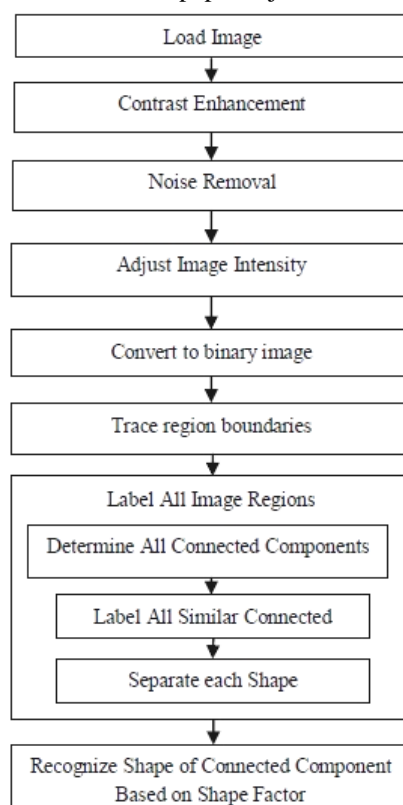 Load Image
Contrast Enhancement
Noise Removal
Adjust Image Intensity
Convert to binary image
Trace region boundaries
Label All Image Regions
Determine All Connected Components
Label All Similar Connected
Separate each Shape
Recognize Shape of Connected Component
Based on Shape Factor